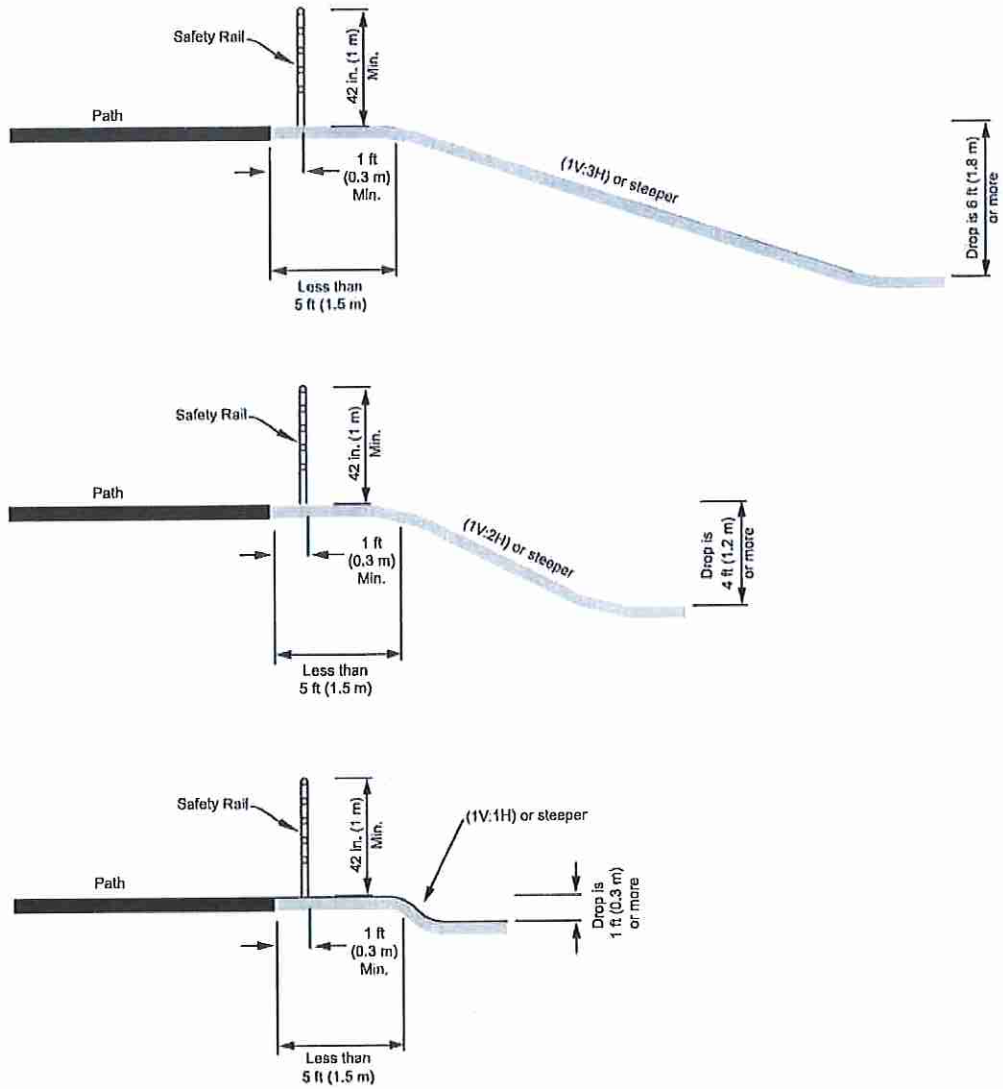 Safety Rail
42 in. (1 m)
Min.
Path
1 ft
(0.3 m)
Min.
(1V:3H) or steeper
Drop is 6 ft (1.8 m)
or more
Less than
5 ft (1.5 m)
Safety Rail
42 in. (1 m)
Min.
Path
1 ft
(0.3 m)
Min.
(1V:2H) or steeper
Drop is
4 ft (1.2 m)
or more
Less than
5 ft (1.5 m)
Safety Rail
42 in. (1 m)
Min.
(1V:1H) or steeper
Path
1 ft
(0.3 m)
Min.
Drop is
1 ft (0.3 m)
or more
Less than
5 ft (1.5 m)